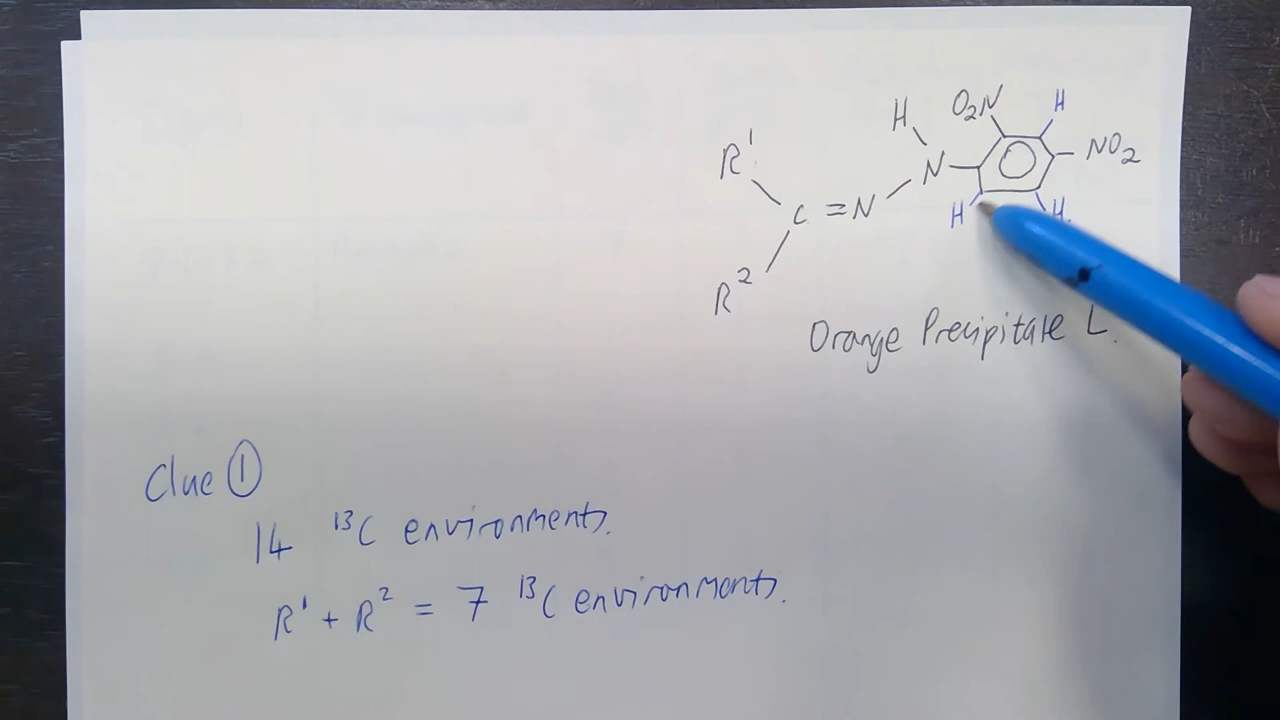 O₂N H
H
R¹ N NO₂
C = N
H H
R²
Orange Precipitate L.
Clue ①
14 ¹³C environments.
R¹ + R² = 7 ¹³C environments.